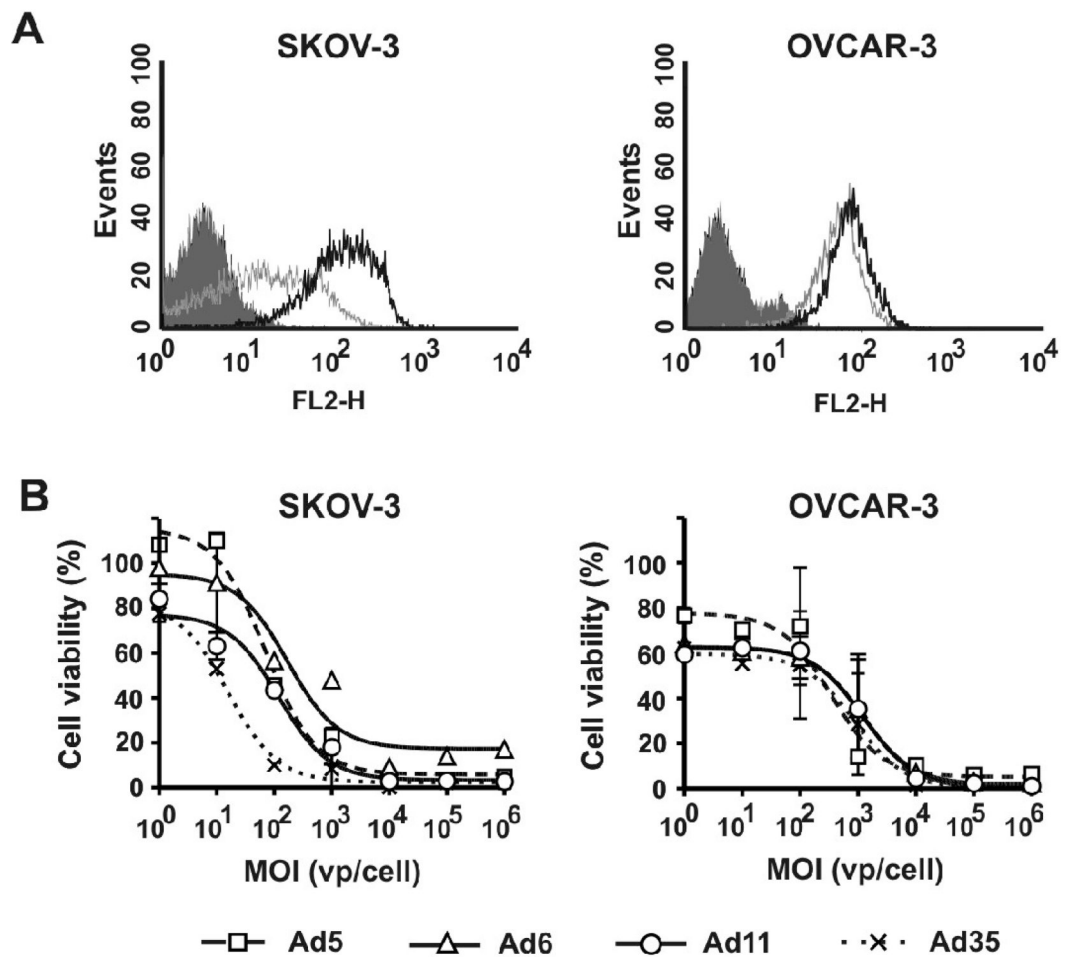 A
SKOV-3
OVCAR-3
Events
100
80
60
40
20
0
10^0 10^1 10^2 10^3 10^4
FL2-H
Events
100
80
60
40
20
0
10^0 10^1 10^2 10^3 10^4
FL2-H
B
SKOV-3
OVCAR-3
Cell viability (%)
100
80
60
40
20
0
10^0 10^1 10^2 10^3 10^4 10^5 10^6
MOI (vp/cell)
Cell viability (%)
100
80
60
40
20
0
10^0 10^1 10^2 10^3 10^4 10^5 10^6
MOI (vp/cell)
Ad5 Ad6 Ad11 Ad35